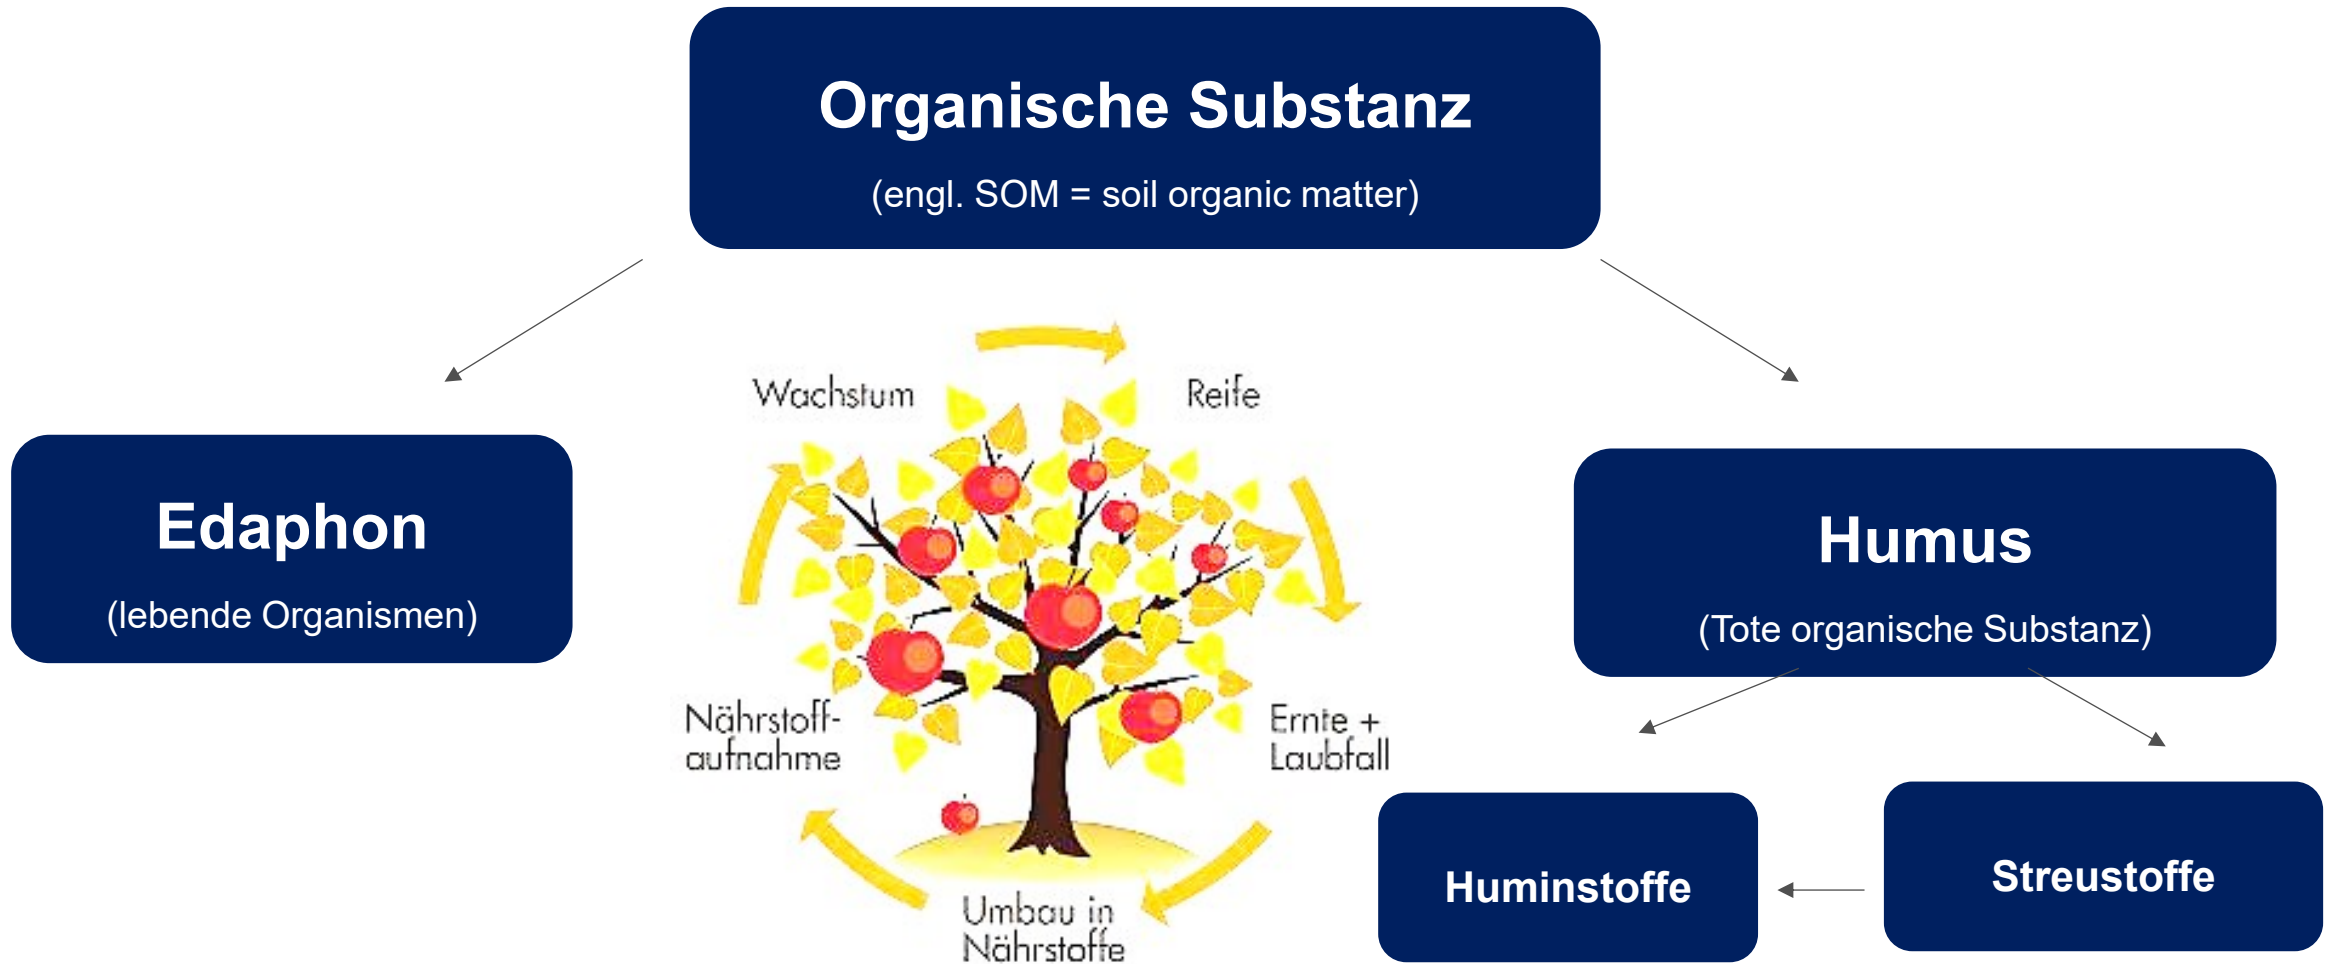 Organische Substanz
(engl. SOM = soil organic matter)
Edaphon
(lebende Organismen)
Wachstum
Reife
Nährstoff-
aufnahme
Ernte +
Laubfall
Umbau in
Nährstoffe
Humus
(Tote organische Substanz)
Huminstoffe
Streustoffe